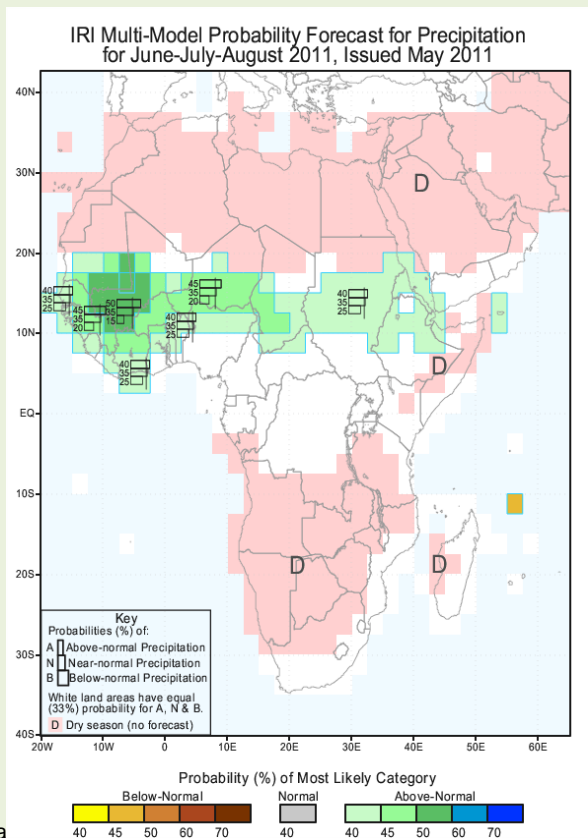 IRI Multi-Model Probability Forecast for Precipitation
for June-July-August 2011, Issued May 2011
40N
30N
20N
10N
EQ
10S
20S
30S
40S
D
40
35
25
45
35
20
50
35
15
45
35
20
40
35
25
40
35
25
40
35
25
D
D
D
Key
Probabilities (%) of:
A Above-normal Precipitation
N Near-normal Precipitation
B Below-normal Precipitation
White land areas have equal
(33%) probability for A, N & B.
D Dry season (no forecast)
20W 10W 0 10E 20E 30E 40E 50E 60E
Probability (%) of Most Likely Category
Below-Normal Normal Above-Normal
40 45 50 60 70 40 40 45 50 60 70
a